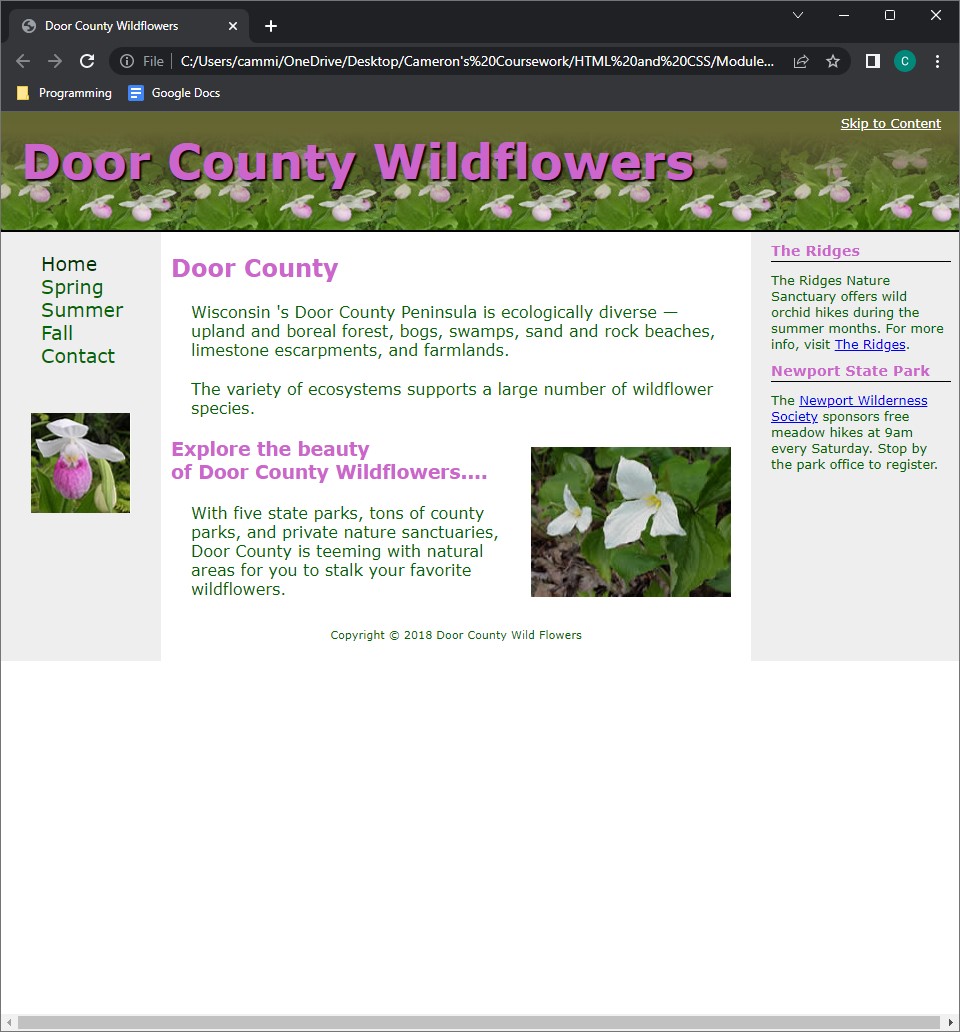 Door County Wildflowers
File
C:/Users/cammi/OneDrive/Desktop/Cameron's%20Coursework/HTML%20and%20CSS/Module...
C
Programming
Google Docs
Skip to Content
Door County Wildflowers
Home
Spring
Summer
Fall
Contact
Door County
Wisconsin 's Door County Peninsula is ecologically diverse —
upland and boreal forest, bogs, swamps, sand and rock beaches,
limestone escarpments, and farmlands.
The variety of ecosystems supports a large number of wildflower
species.
Explore the beauty
of Door County Wildflowers....
With five state parks, tons of county
parks, and private nature sanctuaries,
Door County is teeming with natural
areas for you to stalk your favorite
wildflowers.
Copyright © 2018 Door County Wild Flowers
The Ridges
The Ridges Nature
Sanctuary offers wild
orchid hikes during the
summer months. For more
info, visit The Ridges.
Newport State Park
The Newport Wilderness
Society sponsors free
meadow hikes at 9am
every Saturday. Stop by
the park office to register.